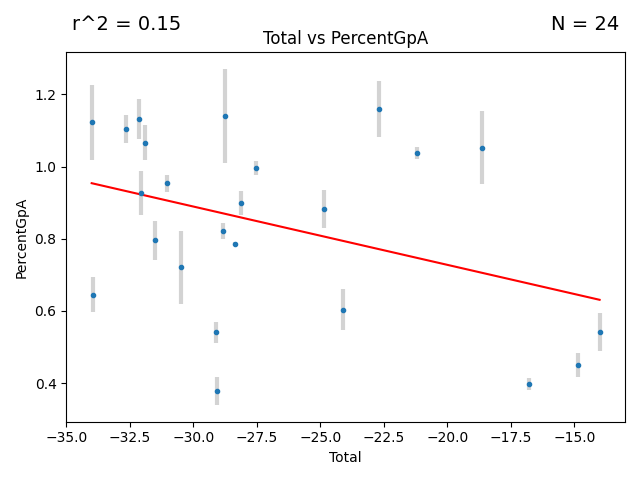 r^2 = 0.15
N = 24
Total vs PercentGpA
PercentGpA
1.2
1.0
0.8
0.6
0.4
−35.0 −32.5 −30.0 −27.5 −25.0 −22.5 −20.0 −17.5 −15.0
Total